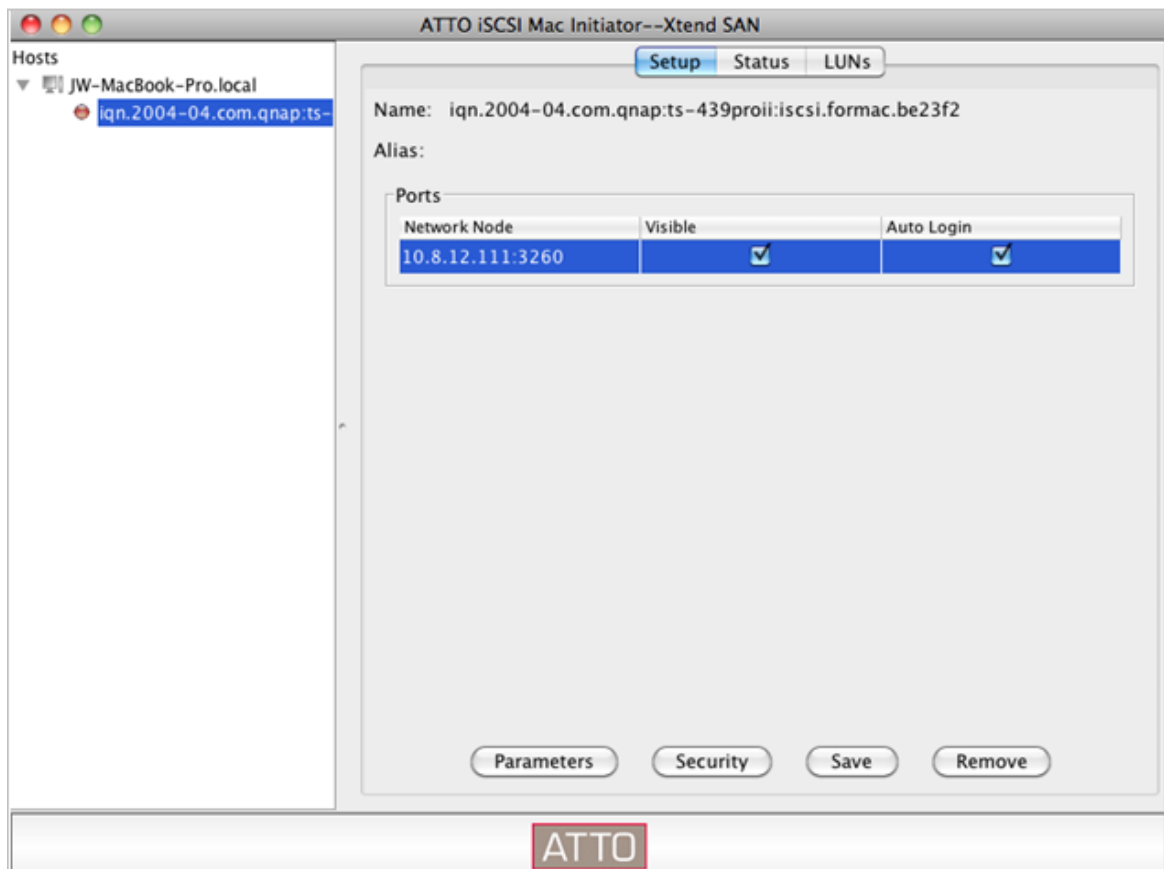 ATTO iSCSI Mac Initiator--Xtend SAN
Hosts
JW-MacBook-Pro.local
iqn.2004-04.com.qnap:ts-
Setup Status LUNs
Name: iqn.2004-04.com.qnap:ts-439proii:iscsi.formac.be23f2
Alias:
Ports
Network Node Visible Auto Login
10.8.12.111:3260
Parameters Security Save Remove
ATTO